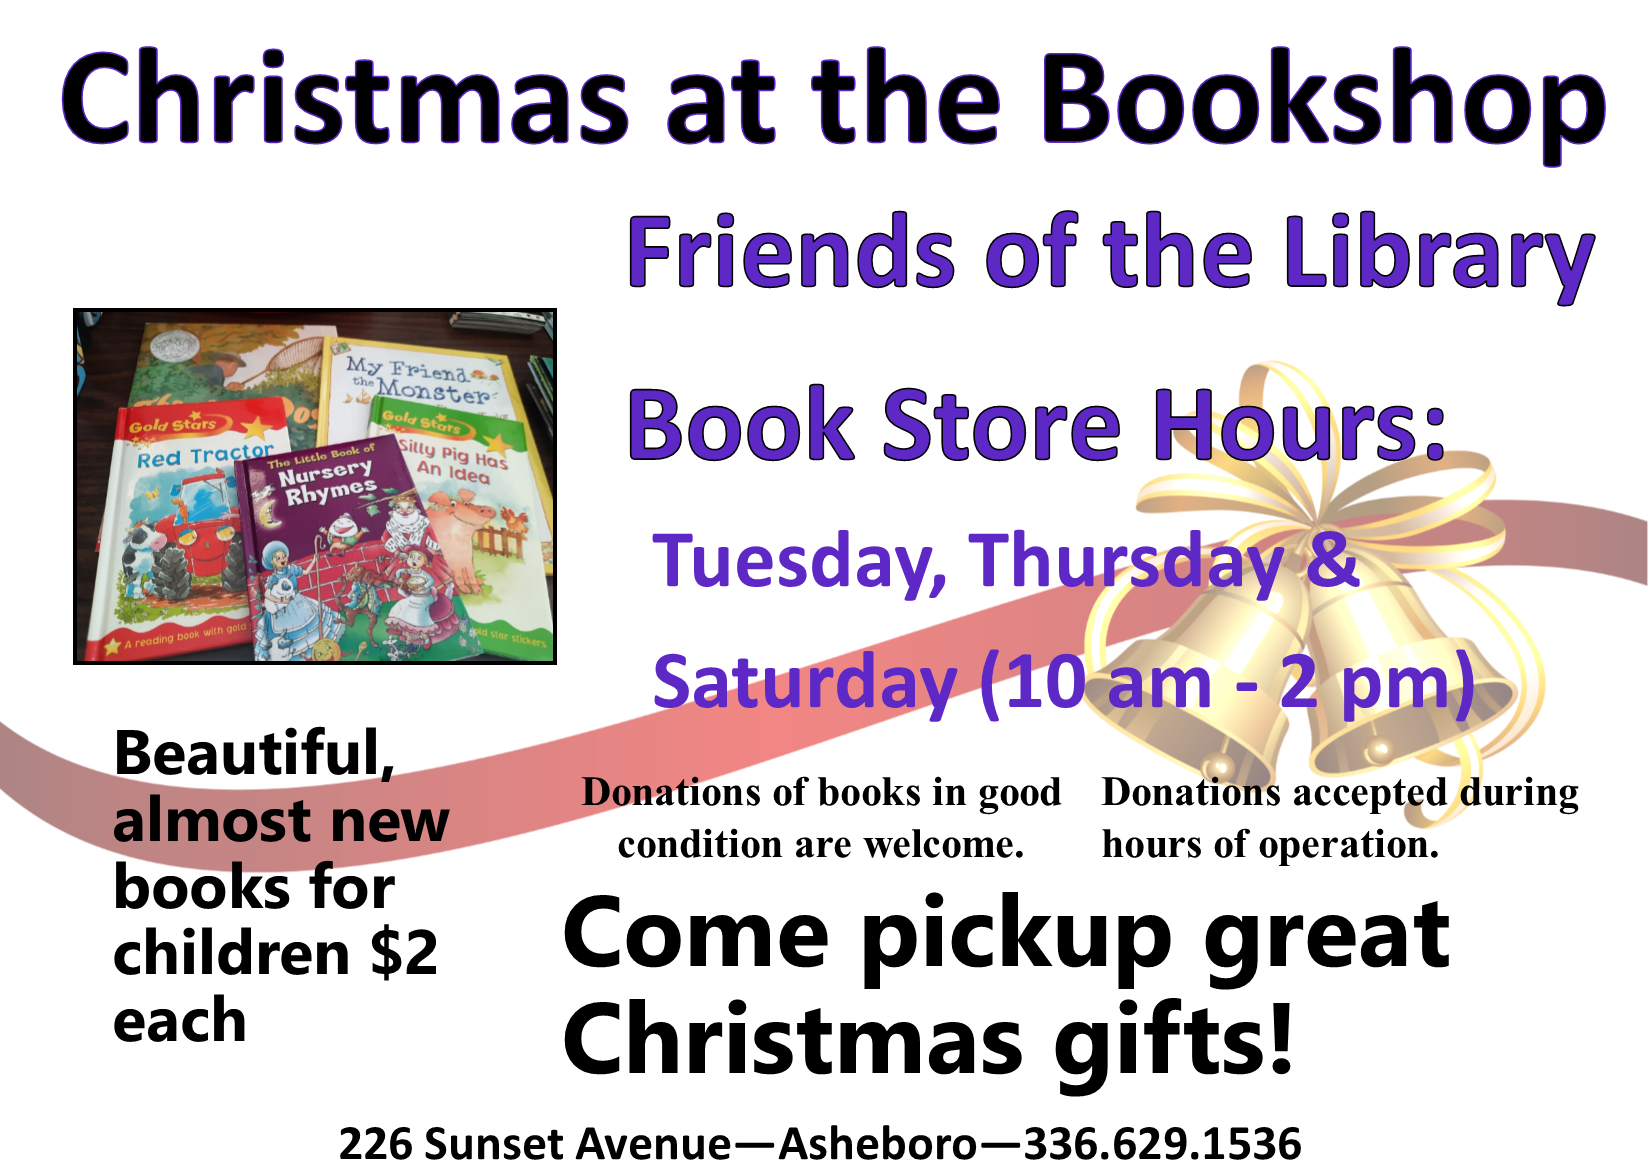 Christmas at the Bookshop
Friends of the Library
Book Store Hours:
Tuesday, Thursday &
Saturday (10 am - 2 pm)
My Friend
the Monster
Gold Stars
Red Tractor
A reading book with gold
Gold Stars
Silly Pig Has
An Idea
old star stickers
The Little Book of
Nursery
Rhymes
Beautiful,
almost new
books for
children $2
each
Donations of books in good
condition are welcome.
Donations accepted during
hours of operation.
Come pickup great
Christmas gifts!
226 Sunset Avenue—Asheboro—336.629.1536